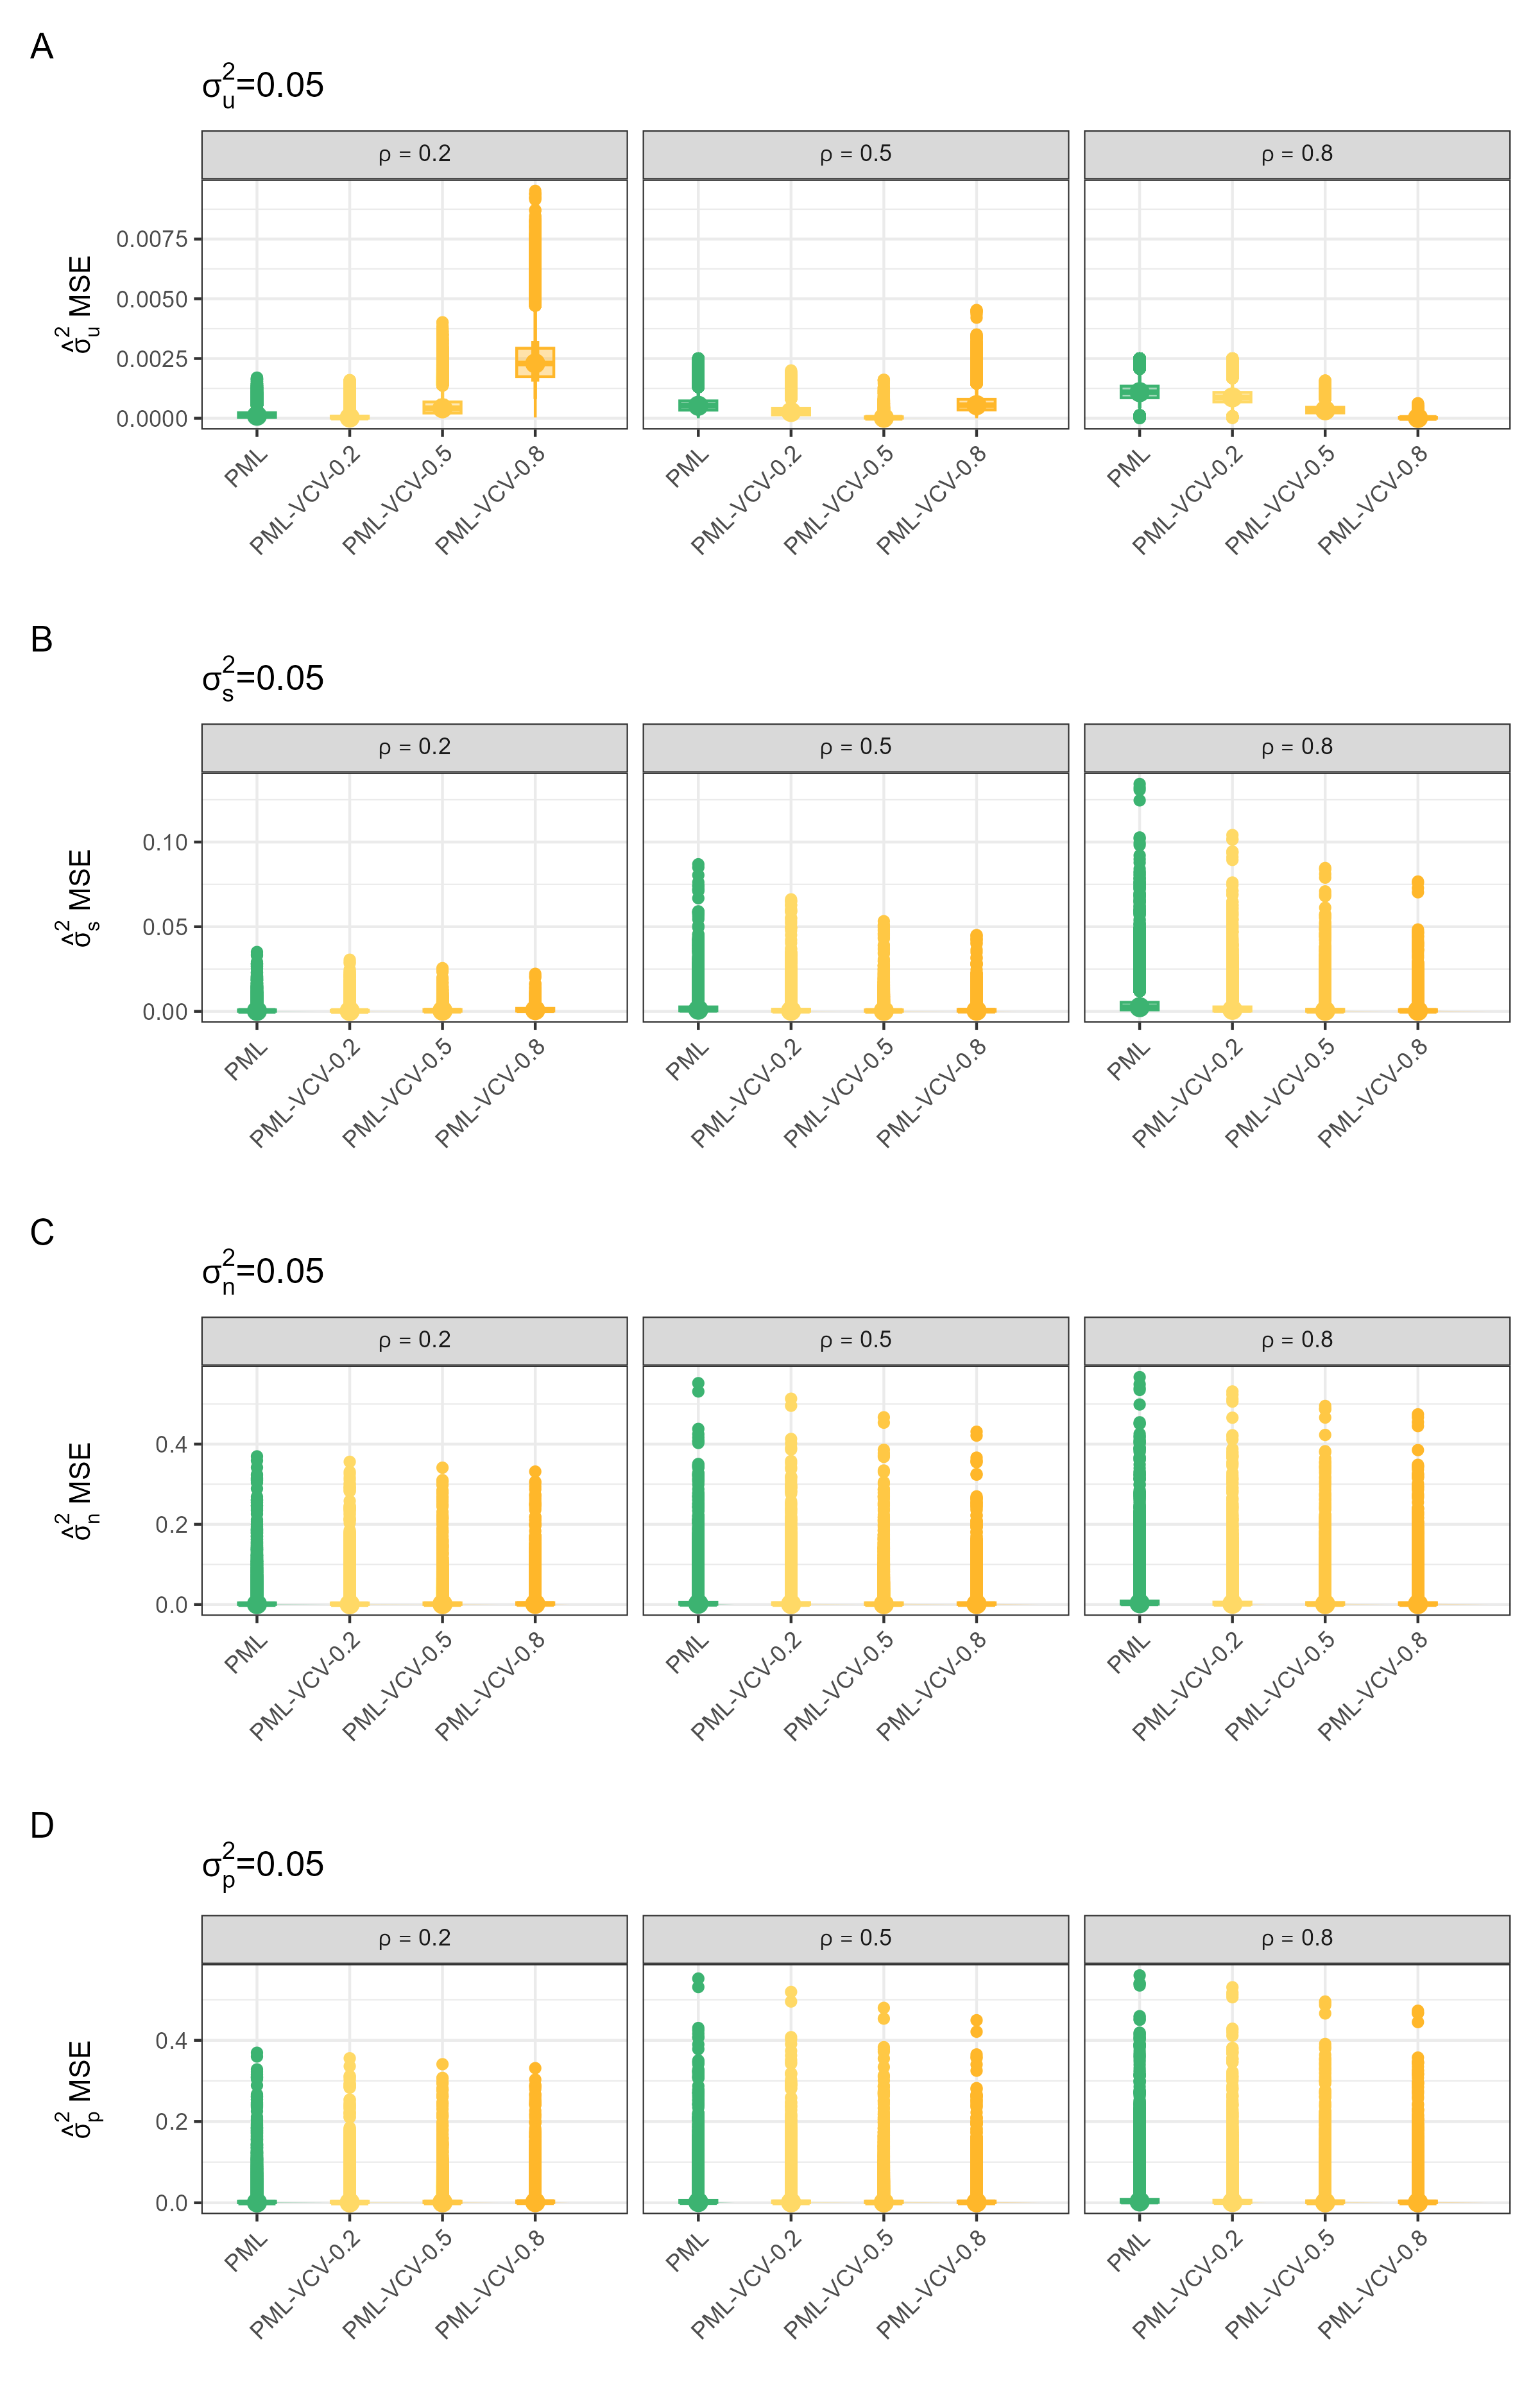 A
σ̂²u MSE
σ²u=0.05
ρ = 0.2 ρ = 0.5 ρ = 0.8
0.0075
0.0050
0.0025
0.0000
PML PML-VCV-0.2 PML-VCV-0.5 PML-VCV-0.8 PML PML-VCV-0.2 PML-VCV-0.5 PML-VCV-0.8 PML PML-VCV-0.2 PML-VCV-0.5 PML-VCV-0.8
B
σ̂²s MSE
σ²s=0.05
ρ = 0.2 ρ = 0.5 ρ = 0.8
0.10
0.05
0.00
PML PML-VCV-0.2 PML-VCV-0.5 PML-VCV-0.8 PML PML-VCV-0.2 PML-VCV-0.5 PML-VCV-0.8 PML PML-VCV-0.2 PML-VCV-0.5 PML-VCV-0.8
C
σ̂²n MSE
σ²n=0.05
ρ = 0.2 ρ = 0.5 ρ = 0.8
0.4
0.2
0.0
PML PML-VCV-0.2 PML-VCV-0.5 PML-VCV-0.8 PML PML-VCV-0.2 PML-VCV-0.5 PML-VCV-0.8 PML PML-VCV-0.2 PML-VCV-0.5 PML-VCV-0.8
D
σ̂²p MSE
σ²p=0.05
ρ = 0.2 ρ = 0.5 ρ = 0.8
0.4
0.2
0.0
PML PML-VCV-0.2 PML-VCV-0.5 PML-VCV-0.8 PML PML-VCV-0.2 PML-VCV-0.5 PML-VCV-0.8 PML PML-VCV-0.2 PML-VCV-0.5 PML-VCV-0.8